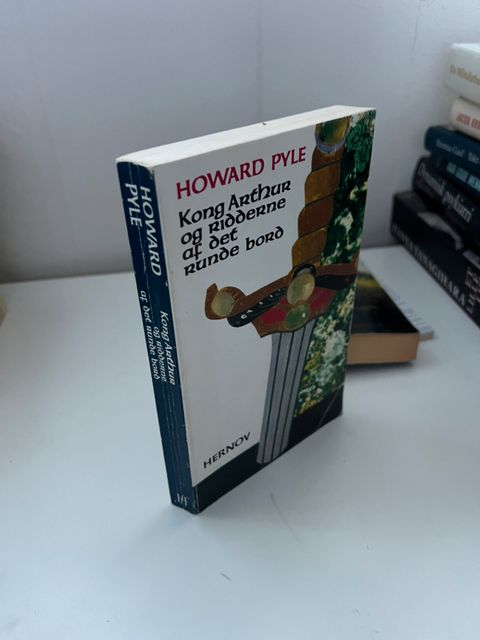 HOWARD PYLE
Kong Arthur
og ridderne
af det
runde bord
HERNOV
HOWARD
PYLE
Kong Arthur
og ridderne
af det runde bord
YANAGIHARA